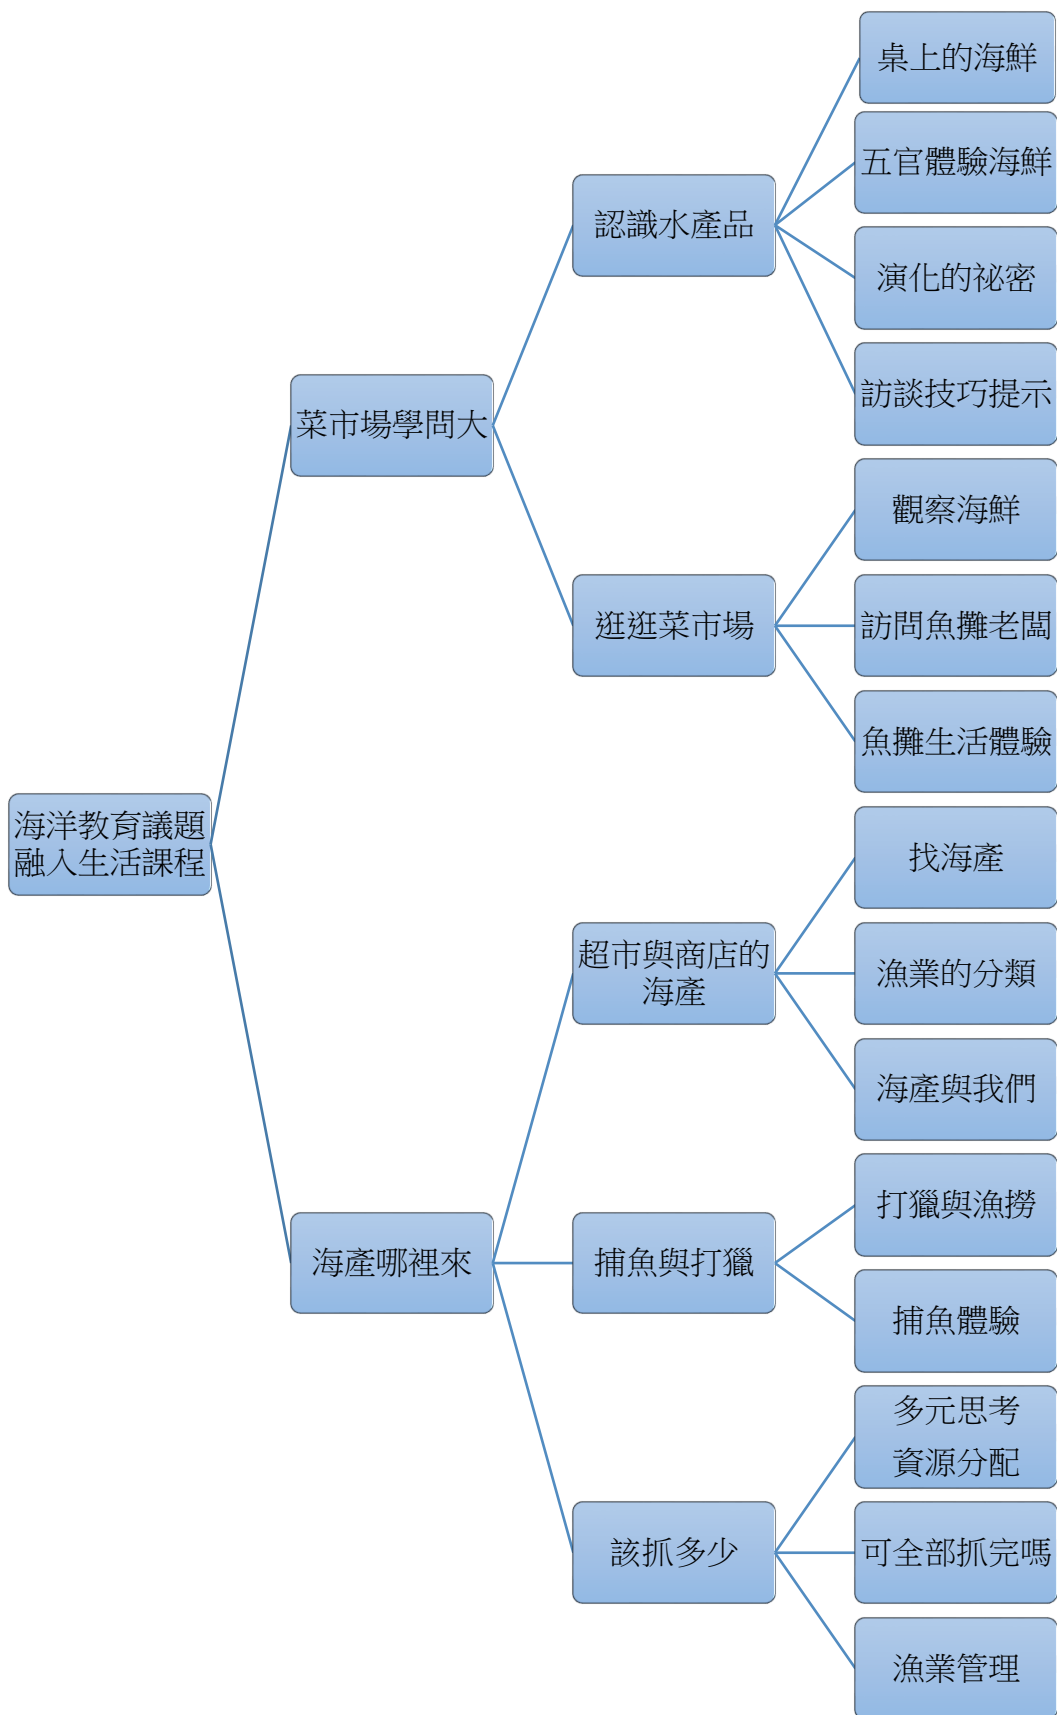 海洋教育議題
融入生活課程
菜市場學問大
認識水產品
桌上的海鮮
五官體驗海鮮
演化的祕密
訪談技巧提示
逛逛菜市場
觀察海鮮
訪問魚攤老闆
魚攤生活體驗
海產哪裡來
超市與商店的
海產
找海產
漁業的分類
海產與我們
捕魚與打獵
打獵與漁撈
捕魚體驗
該抓多少
多元思考
資源分配
可全部抓完嗎
漁業管理